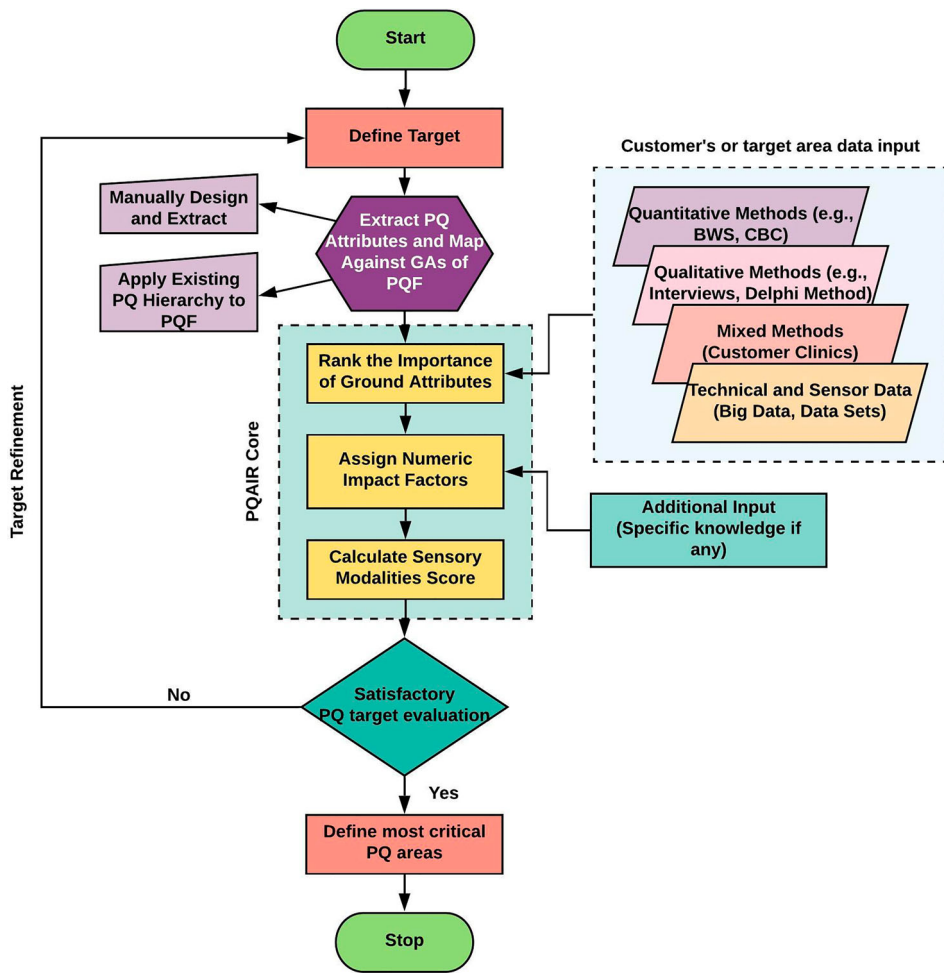 Start
Define Target
Customer's or target area data input
Manually Design
and Extract
Extract PQ
Attributes and Map
Against GAs of
PQF
Apply Existing
PQ Hierarchy to
PQF
Quantitative Methods (e.g.,
BWS, CBC)
Qualitative Methods (e.g.,
Interviews, Delphi Method)
Mixed Methods
(Customer Clinics)
Technical and Sensor Data
(Big Data, Data Sets)
Rank the Importance
of Ground Attributes
Target Refinement
PQAIR Core
Assign Numeric
Impact Factors
Additional Input
(Specific knowledge if
any)
Calculate Sensory
Modalities Score
Satisfactory
PQ target evaluation
No
Yes
Define most critical
PQ areas
Stop